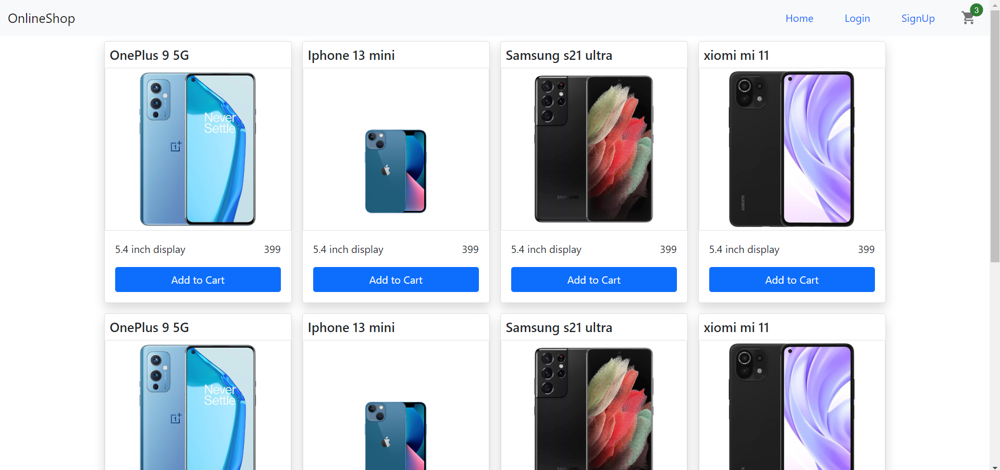 OnlineShop Home Login SignUp 3
OnePlus 9 5G Iphone 13 mini Samsung s21 ultra xiomi mi 11
Never
Settle
SAMSUNG
xiaomi
5.4 inch display 399 5.4 inch display 399 5.4 inch display 399 5.4 inch display 399
Add to Cart Add to Cart Add to Cart Add to Cart
OnePlus 9 5G Iphone 13 mini Samsung s21 ultra xiomi mi 11
Never
Settle